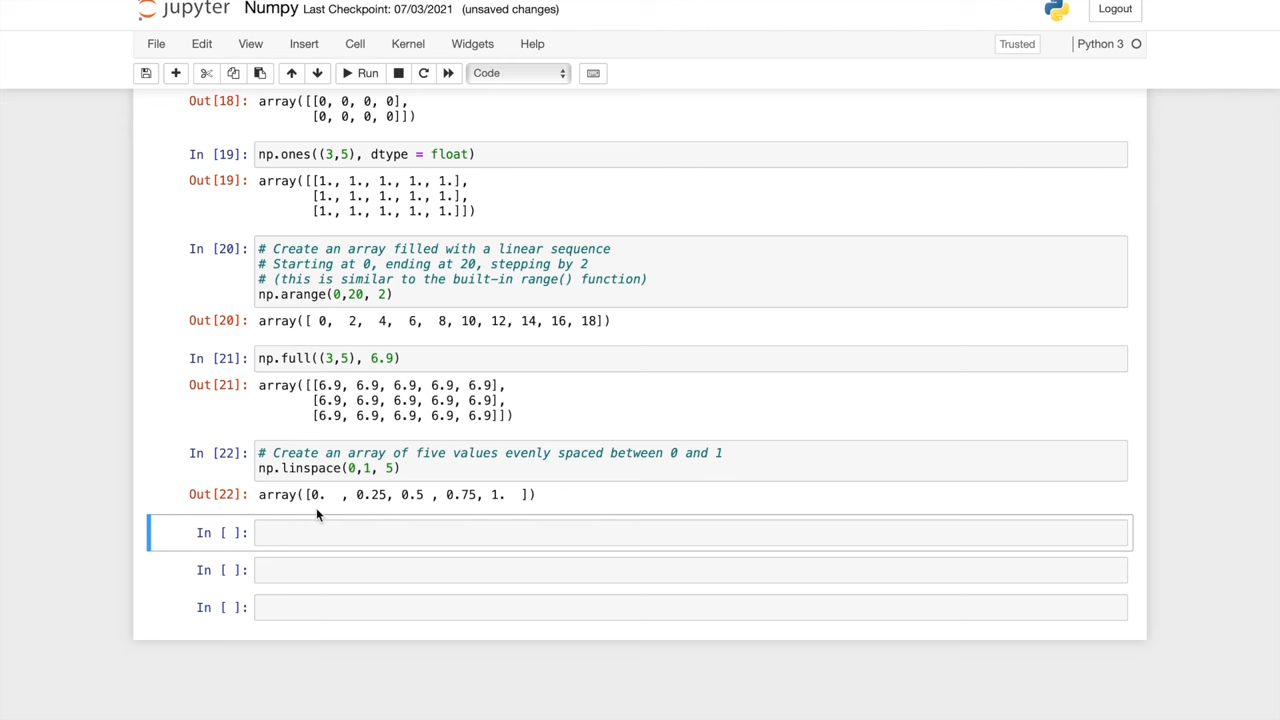 jupyter Numpy Last Checkpoint: 07/03/2021 (unsaved changes)
Logout
File Edit View Insert Cell Kernel Widgets Help
Trusted
Python 3
Run
Code
Out[18]: array([[0, 0, 0, 0],
[0, 0, 0, 0]])
In [19]: np.ones((3,5), dtype = float)
Out[19]: array([[1., 1., 1., 1., 1.],
[1., 1., 1., 1., 1.],
[1., 1., 1., 1., 1.]])
In [20]: # Create an array filled with a linear sequence
# Starting at 0, ending at 20, stepping by 2
# (this is similar to the built-in range() function)
np.arange(0,20, 2)
Out[20]: array([ 0,  2,  4,  6,  8, 10, 12, 14, 16, 18])
In [21]: np.full((3,5), 6.9)
Out[21]: array([[6.9, 6.9, 6.9, 6.9, 6.9],
[6.9, 6.9, 6.9, 6.9, 6.9],
[6.9, 6.9, 6.9, 6.9, 6.9]])
In [22]: # Create an array of five values evenly spaced between 0 and 1
np.linspace(0,1, 5)
Out[22]: array([0.  , 0.25, 0.5 , 0.75, 1.  ])
In [ ]:
In [ ]:
In [ ]: